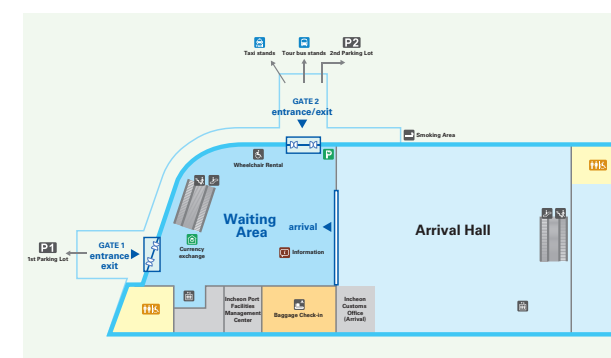 P2
Taxi stands
Tour bus stands
2nd Parking Lot
GATE 2
entrance/exit
Smoking Area
P
Wheelchair Rental
Waiting
Area
arrival
Arrival Hall
P1
1st Parking Lot
GATE 1
entrance
exit
Currency
exchange
Information
Incheon Port
Facilities
Management
Center
Baggage Check-in
Incheon
Customs
Office
(Arrival)